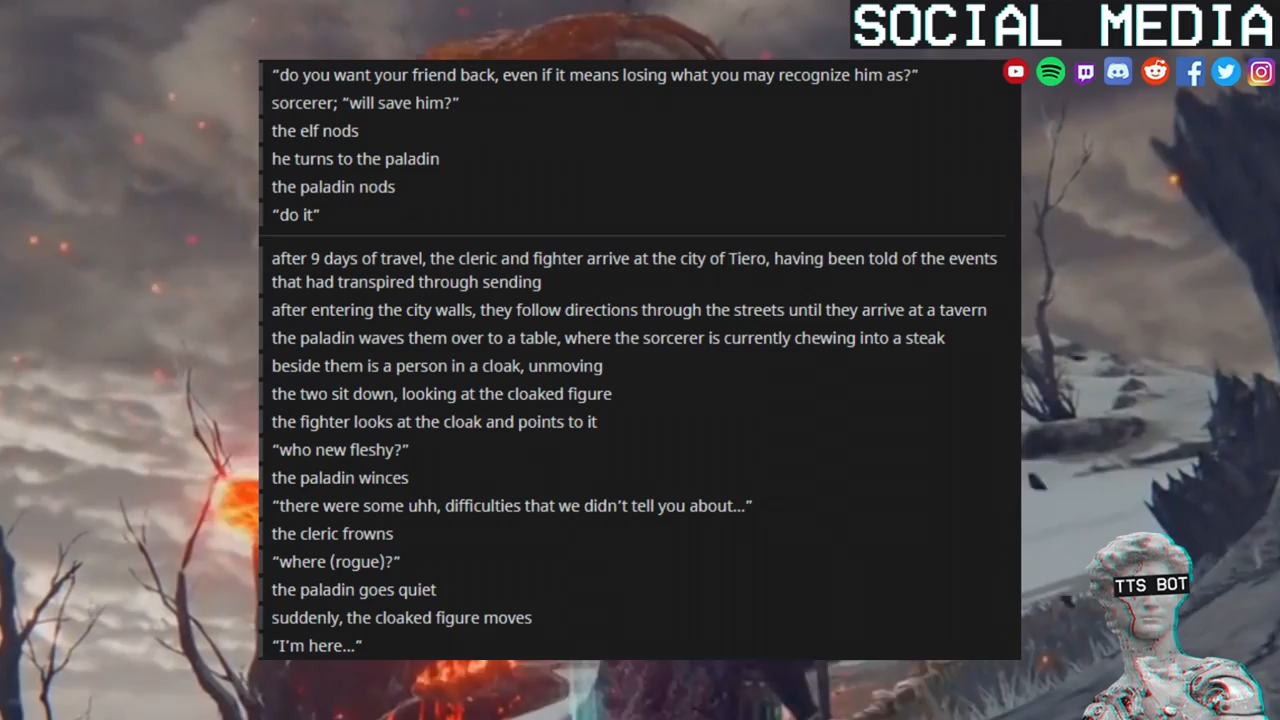 SOCIAL MEDIA
“do you want your friend back, even if it means losing what you may recognize him as?”
sorcerer; “will save him?”
the elf nods
he turns to the paladin
the paladin nods
“do it”
after 9 days of travel, the cleric and fighter arrive at the city of Tiero, having been told of the events
that had transpired through sending
after entering the city walls, they follow directions through the streets until they arrive at a tavern
the paladin waves them over to a table, where the sorcerer is currently chewing into a steak
beside them is a person in a cloak, unmoving
the two sit down, looking at the cloaked figure
the fighter looks at the cloak and points to it
“who new fleshy?”
the paladin winces
“there were some uhh, difficulties that we didn’t tell you about...”
the cleric frowns
“where (rogue)?”
the paladin goes quiet
suddenly, the cloaked figure moves
“I’m here...”
TTS BOT